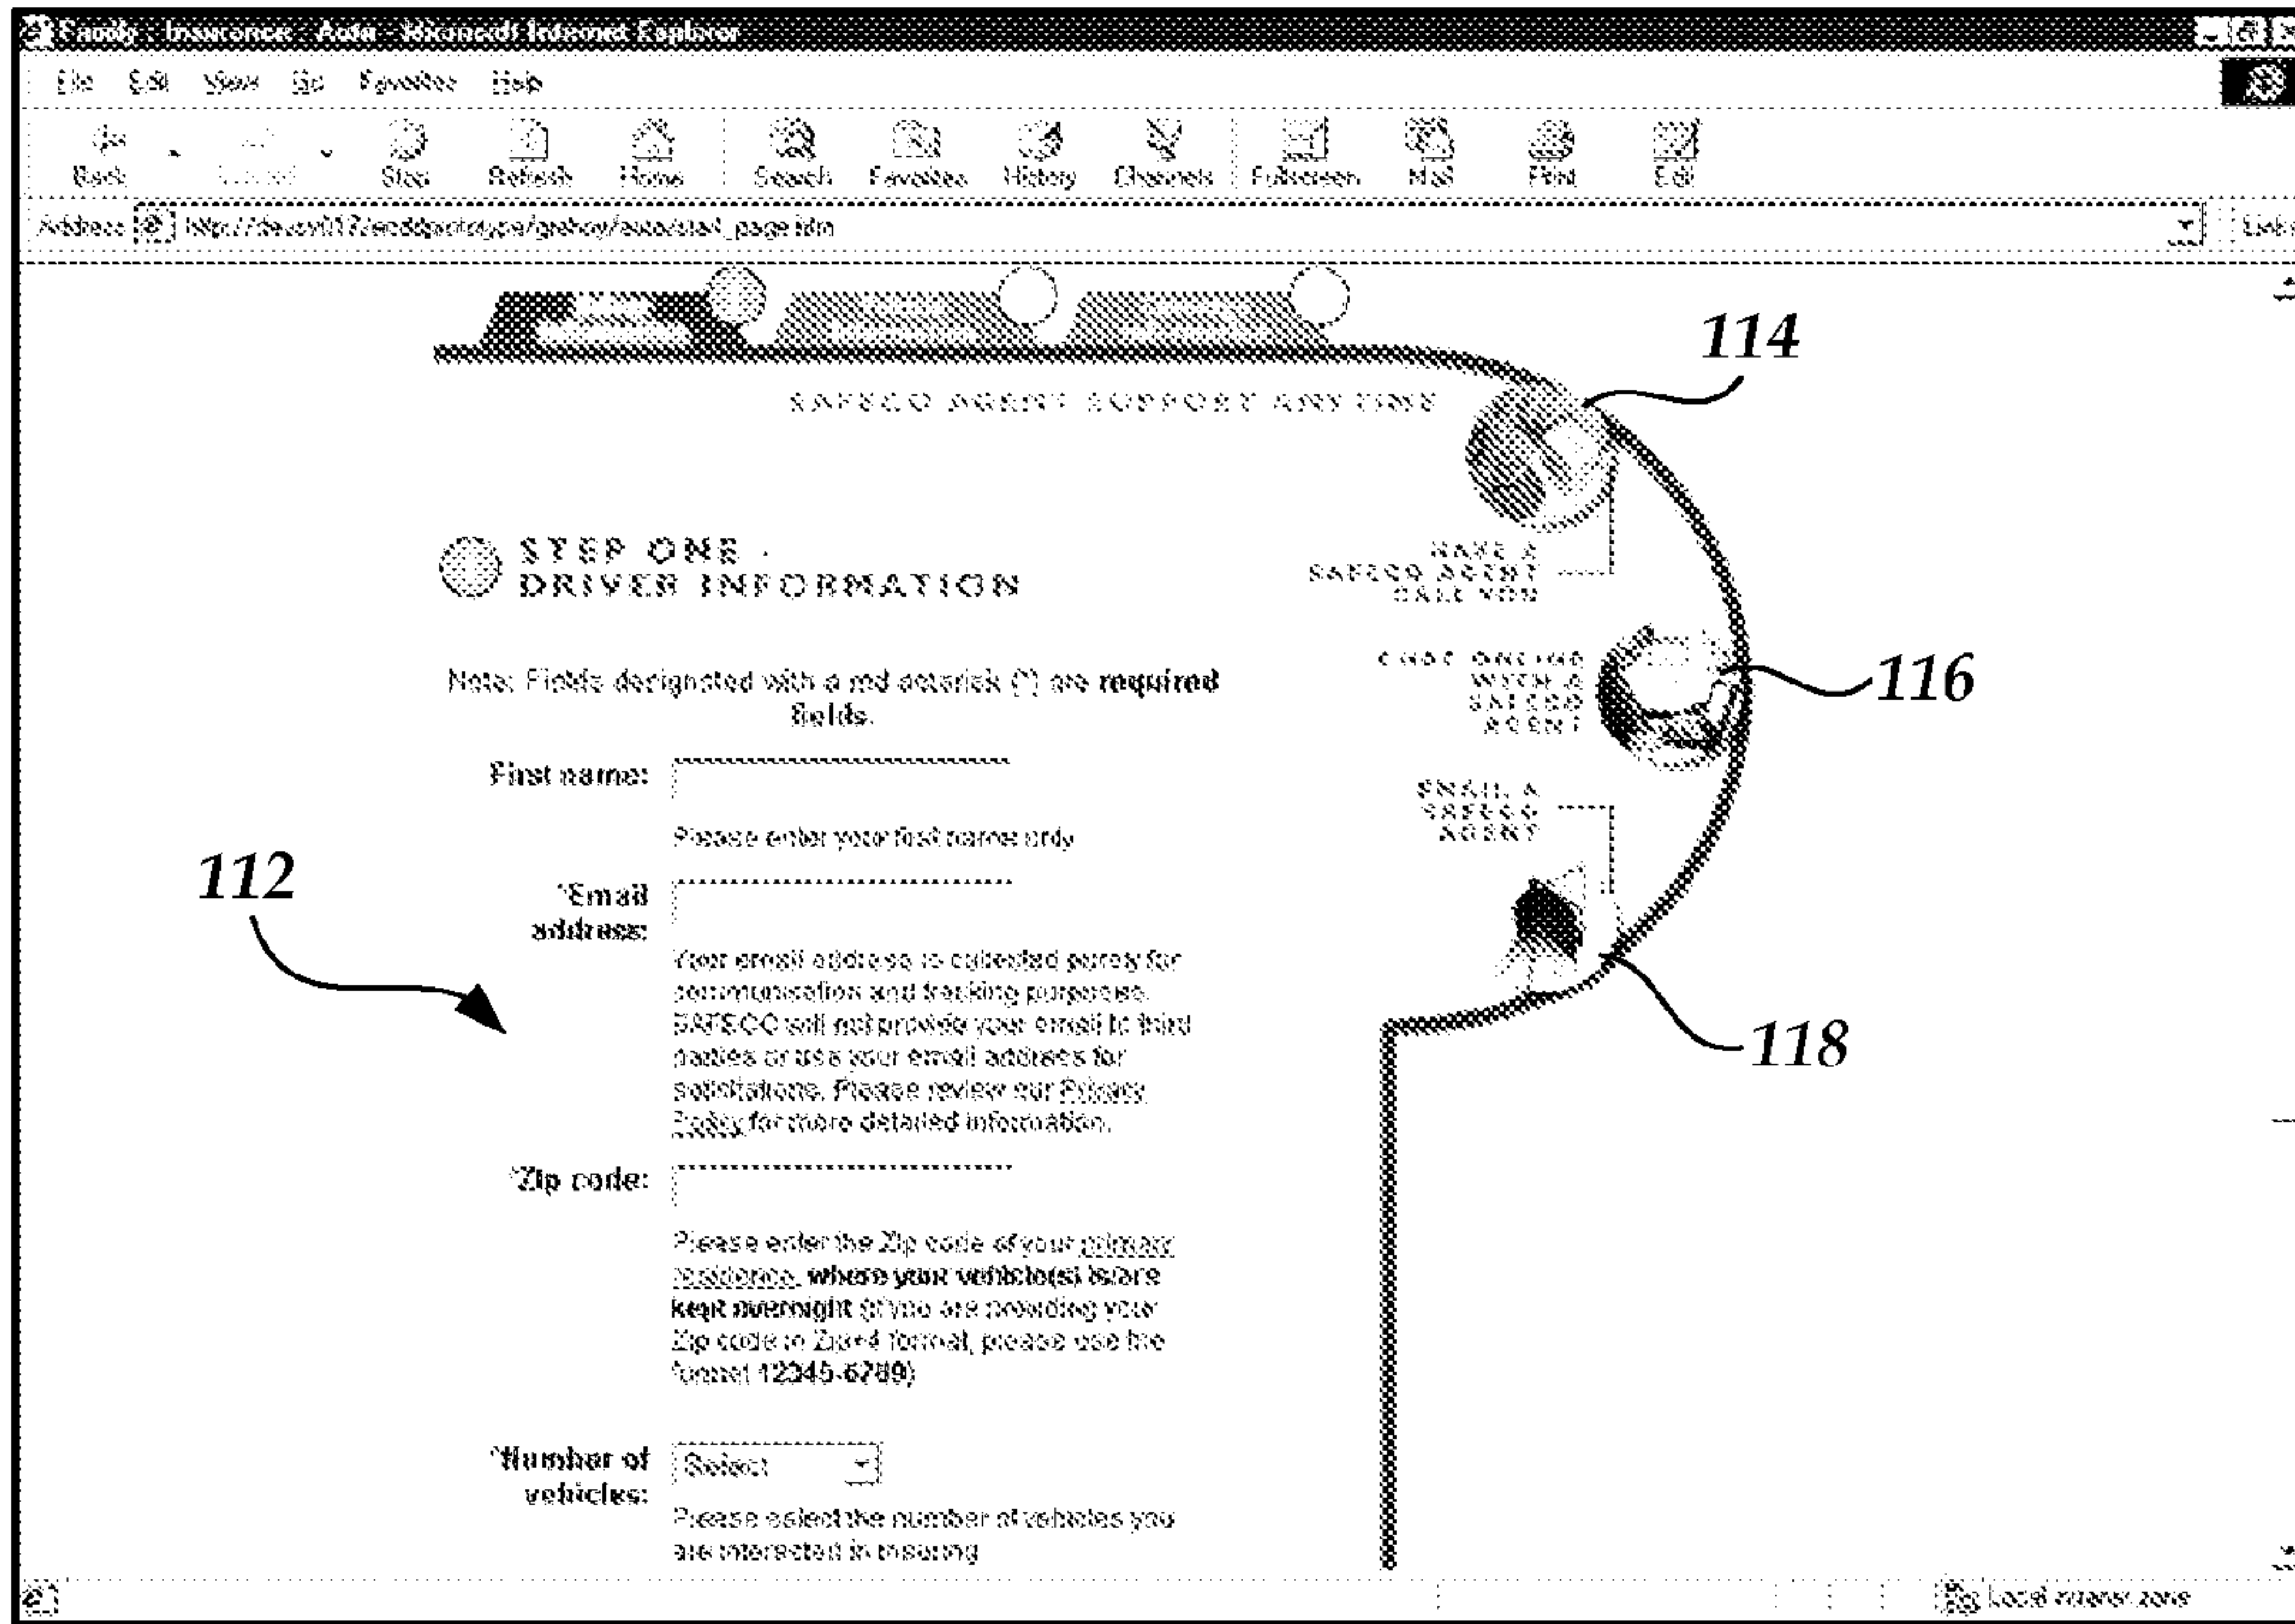 Family : Insurance : Auto - Microsoft Internet Explorer
File Edit View Go Favorites Help
Back Stop Refresh Home Search Favorites History Channels Fullscreen Mail Print Edit
Address Links
SAFECO AGENT SUPPORT ANY TIME
114
STEP ONE -
DRIVER INFORMATION
HAVE A
SAFECO AGENT
CALL YOU
CHAT ONLINE
WITH A
SAFECO
AGENT
116
Note: Fields designated with a red asterisk (*) are required
fields.
First name:
Please enter your first name only
EMAIL A
SAFECO
AGENT
112
*Email
address:
Your email address is collected purely for
communication and tracking purposes.
SAFECO will not provide your email to third
parties or use your email address for
solicitations. Please review our Privacy
Policy for more detailed information.
118
*Zip code:
Please enter the Zip code of your primary
residence, where your vehicle(s) is/are
kept overnight (if you are providing your
Zip code in Zip+4 format, please use the
format 12345-6789)
*Number of
vehicles:
Select
Please select the number of vehicles you
are interested in insuring
Local intranet zone